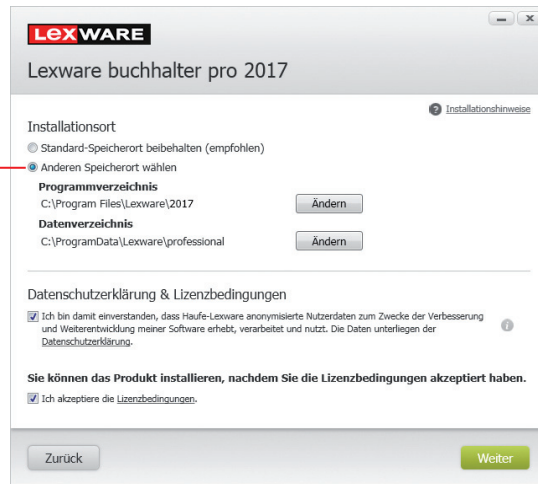 LEXWARE
Lexware buchhalter pro 2017
Installationshinweise
Installationsort
Standard-Speicherort beibehalten (empfohlen)
Anderen Speicherort wählen
Programmverzeichnis
C:\Program Files\Lexware\2017 Ändern
Datenverzeichnis
C:\ProgramData\Lexware\professional Ändern
Datenschutzerklärung & Lizenzbedingungen
Ich bin damit einverstanden, dass Haufe-Lexware anonymisierte Nutzerdaten zum Zwecke der Verbesserung
und Weiterentwicklung meiner Software erhebt, verarbeitet und nutzt. Die Daten unterliegen der
Datenschutzerklärung.
Sie können das Produkt installieren, nachdem Sie die Lizenzbedingungen akzeptiert haben.
Ich akzeptiere die Lizenzbedingungen.
Zurück Weiter